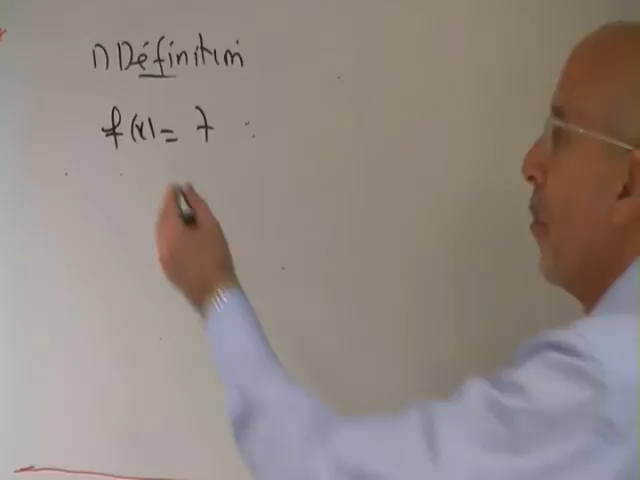 1) Définition
f(x) = 7